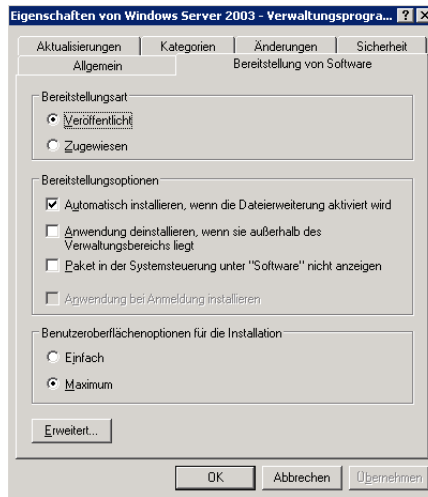 Eigenschaften von Windows Server 2003 - Verwaltungsprogra...
Aktualisierungen Kategorien Änderungen Sicherheit
Allgemein Bereitstellung von Software
Bereitstellungsart
Veröffentlicht
Zugewiesen
Bereitstellungsoptionen
Automatisch installieren, wenn die Dateierweiterung aktiviert wird
Anwendung deinstallieren, wenn sie außerhalb des
Verwaltungsbereichs liegt
Paket in der Systemsteuerung unter "Software" nicht anzeigen
Anwendung bei Anmeldung installieren
Benutzeroberflächenoptionen für die Installation
Einfach
Maximum
Erweitert...
OK Abbrechen Übernehmen